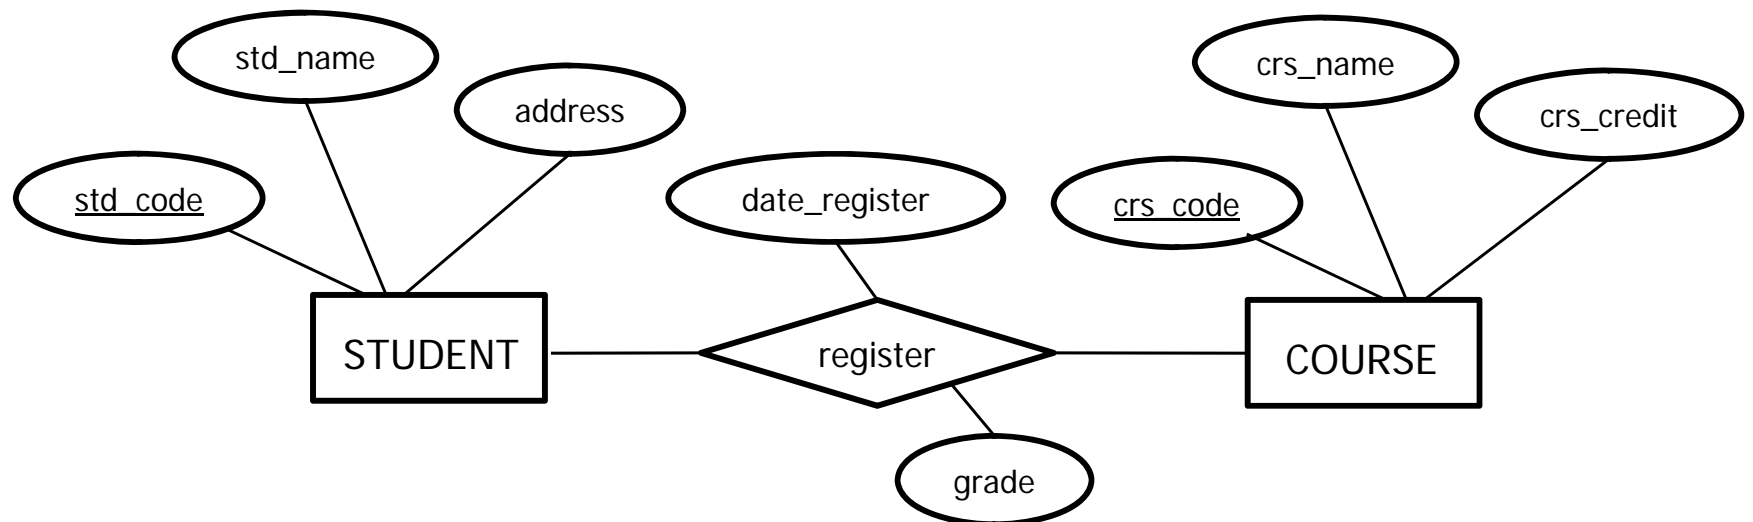 std_name
crs_name
address
crs_credit
std_code
date_register
crs_code
STUDENT
register
COURSE
grade